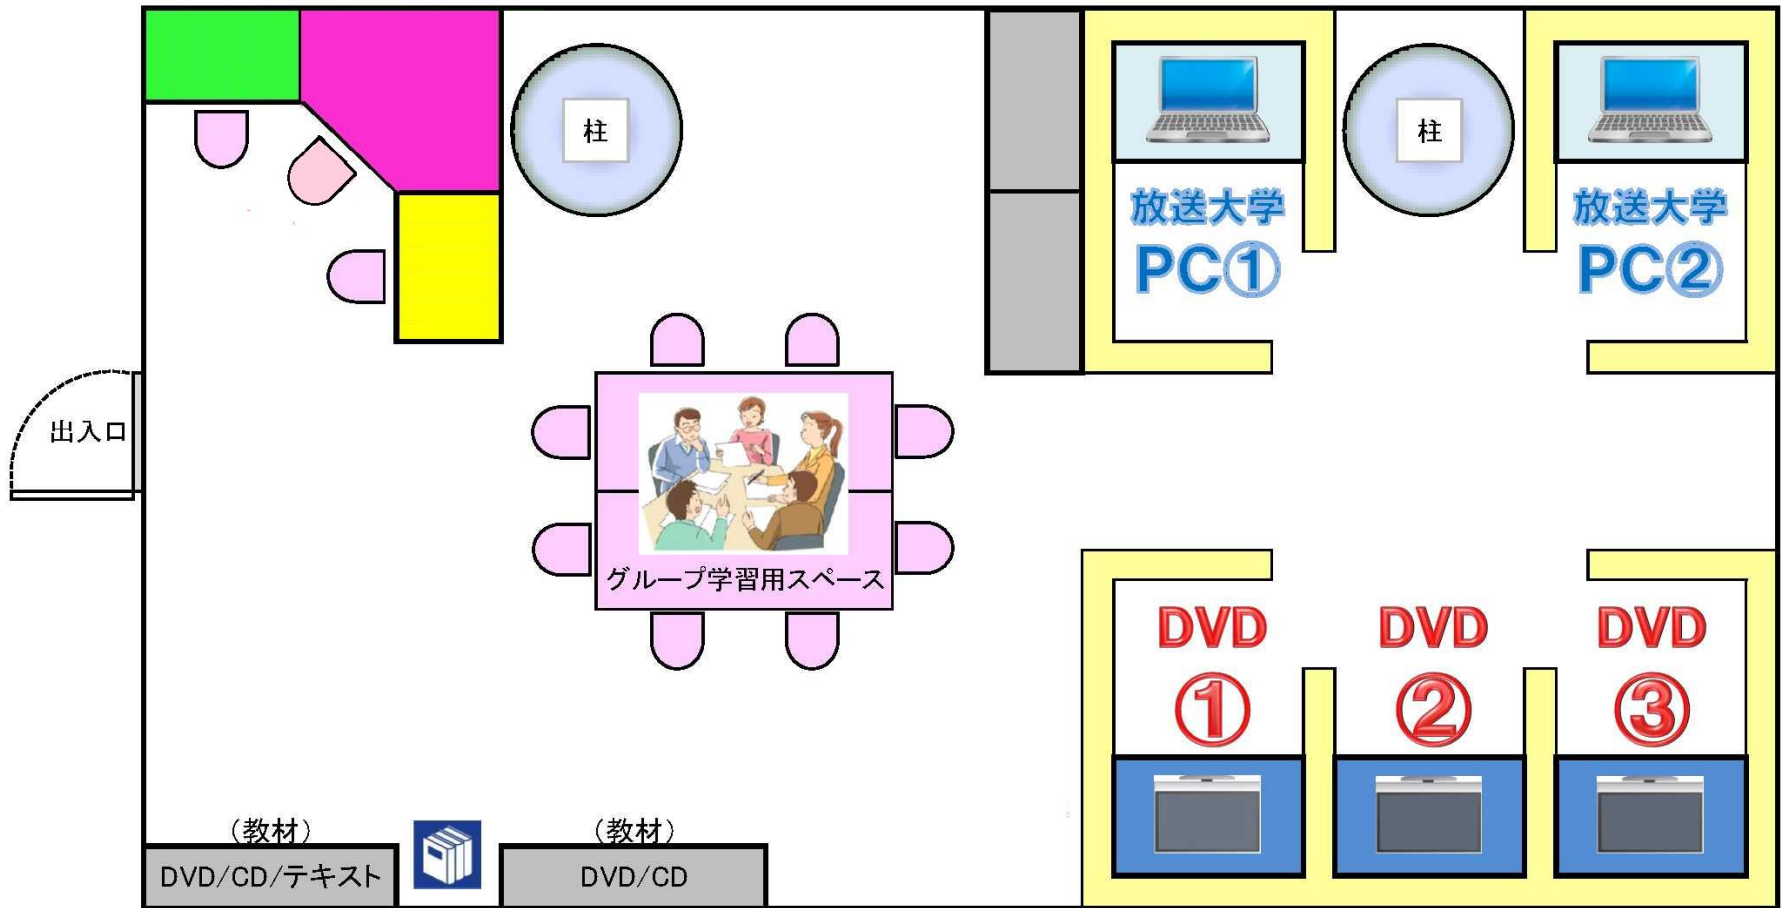 柱
柱
放送大学
PC①
放送大学
PC②
出入口
グループ学習用スペース
DVD
①
DVD
②
DVD
③
(教材)
DVD/CD/テキスト
(教材)
DVD/CD